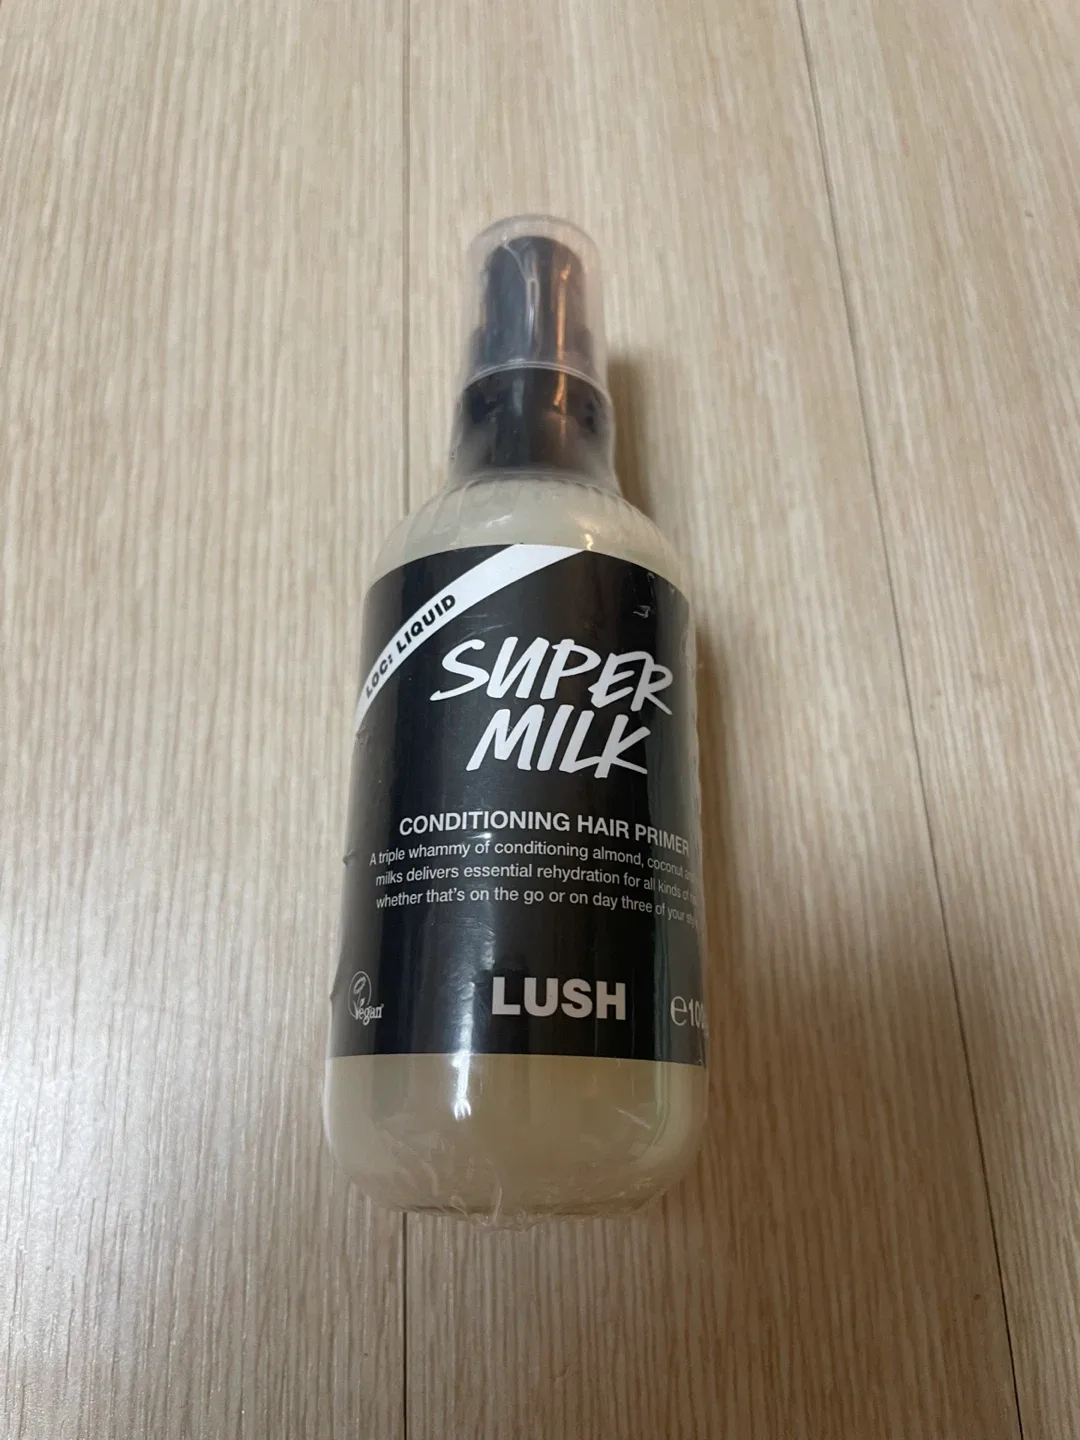 LOC: LIQUID
SUPER
MILK
CONDITIONING HAIR PRIMER
A triple whammy of conditioning almond, coconut
milks delivers essential rehydration for all kinds of
whether that's on the go or on day three of your
Vegan
LUSH
e100